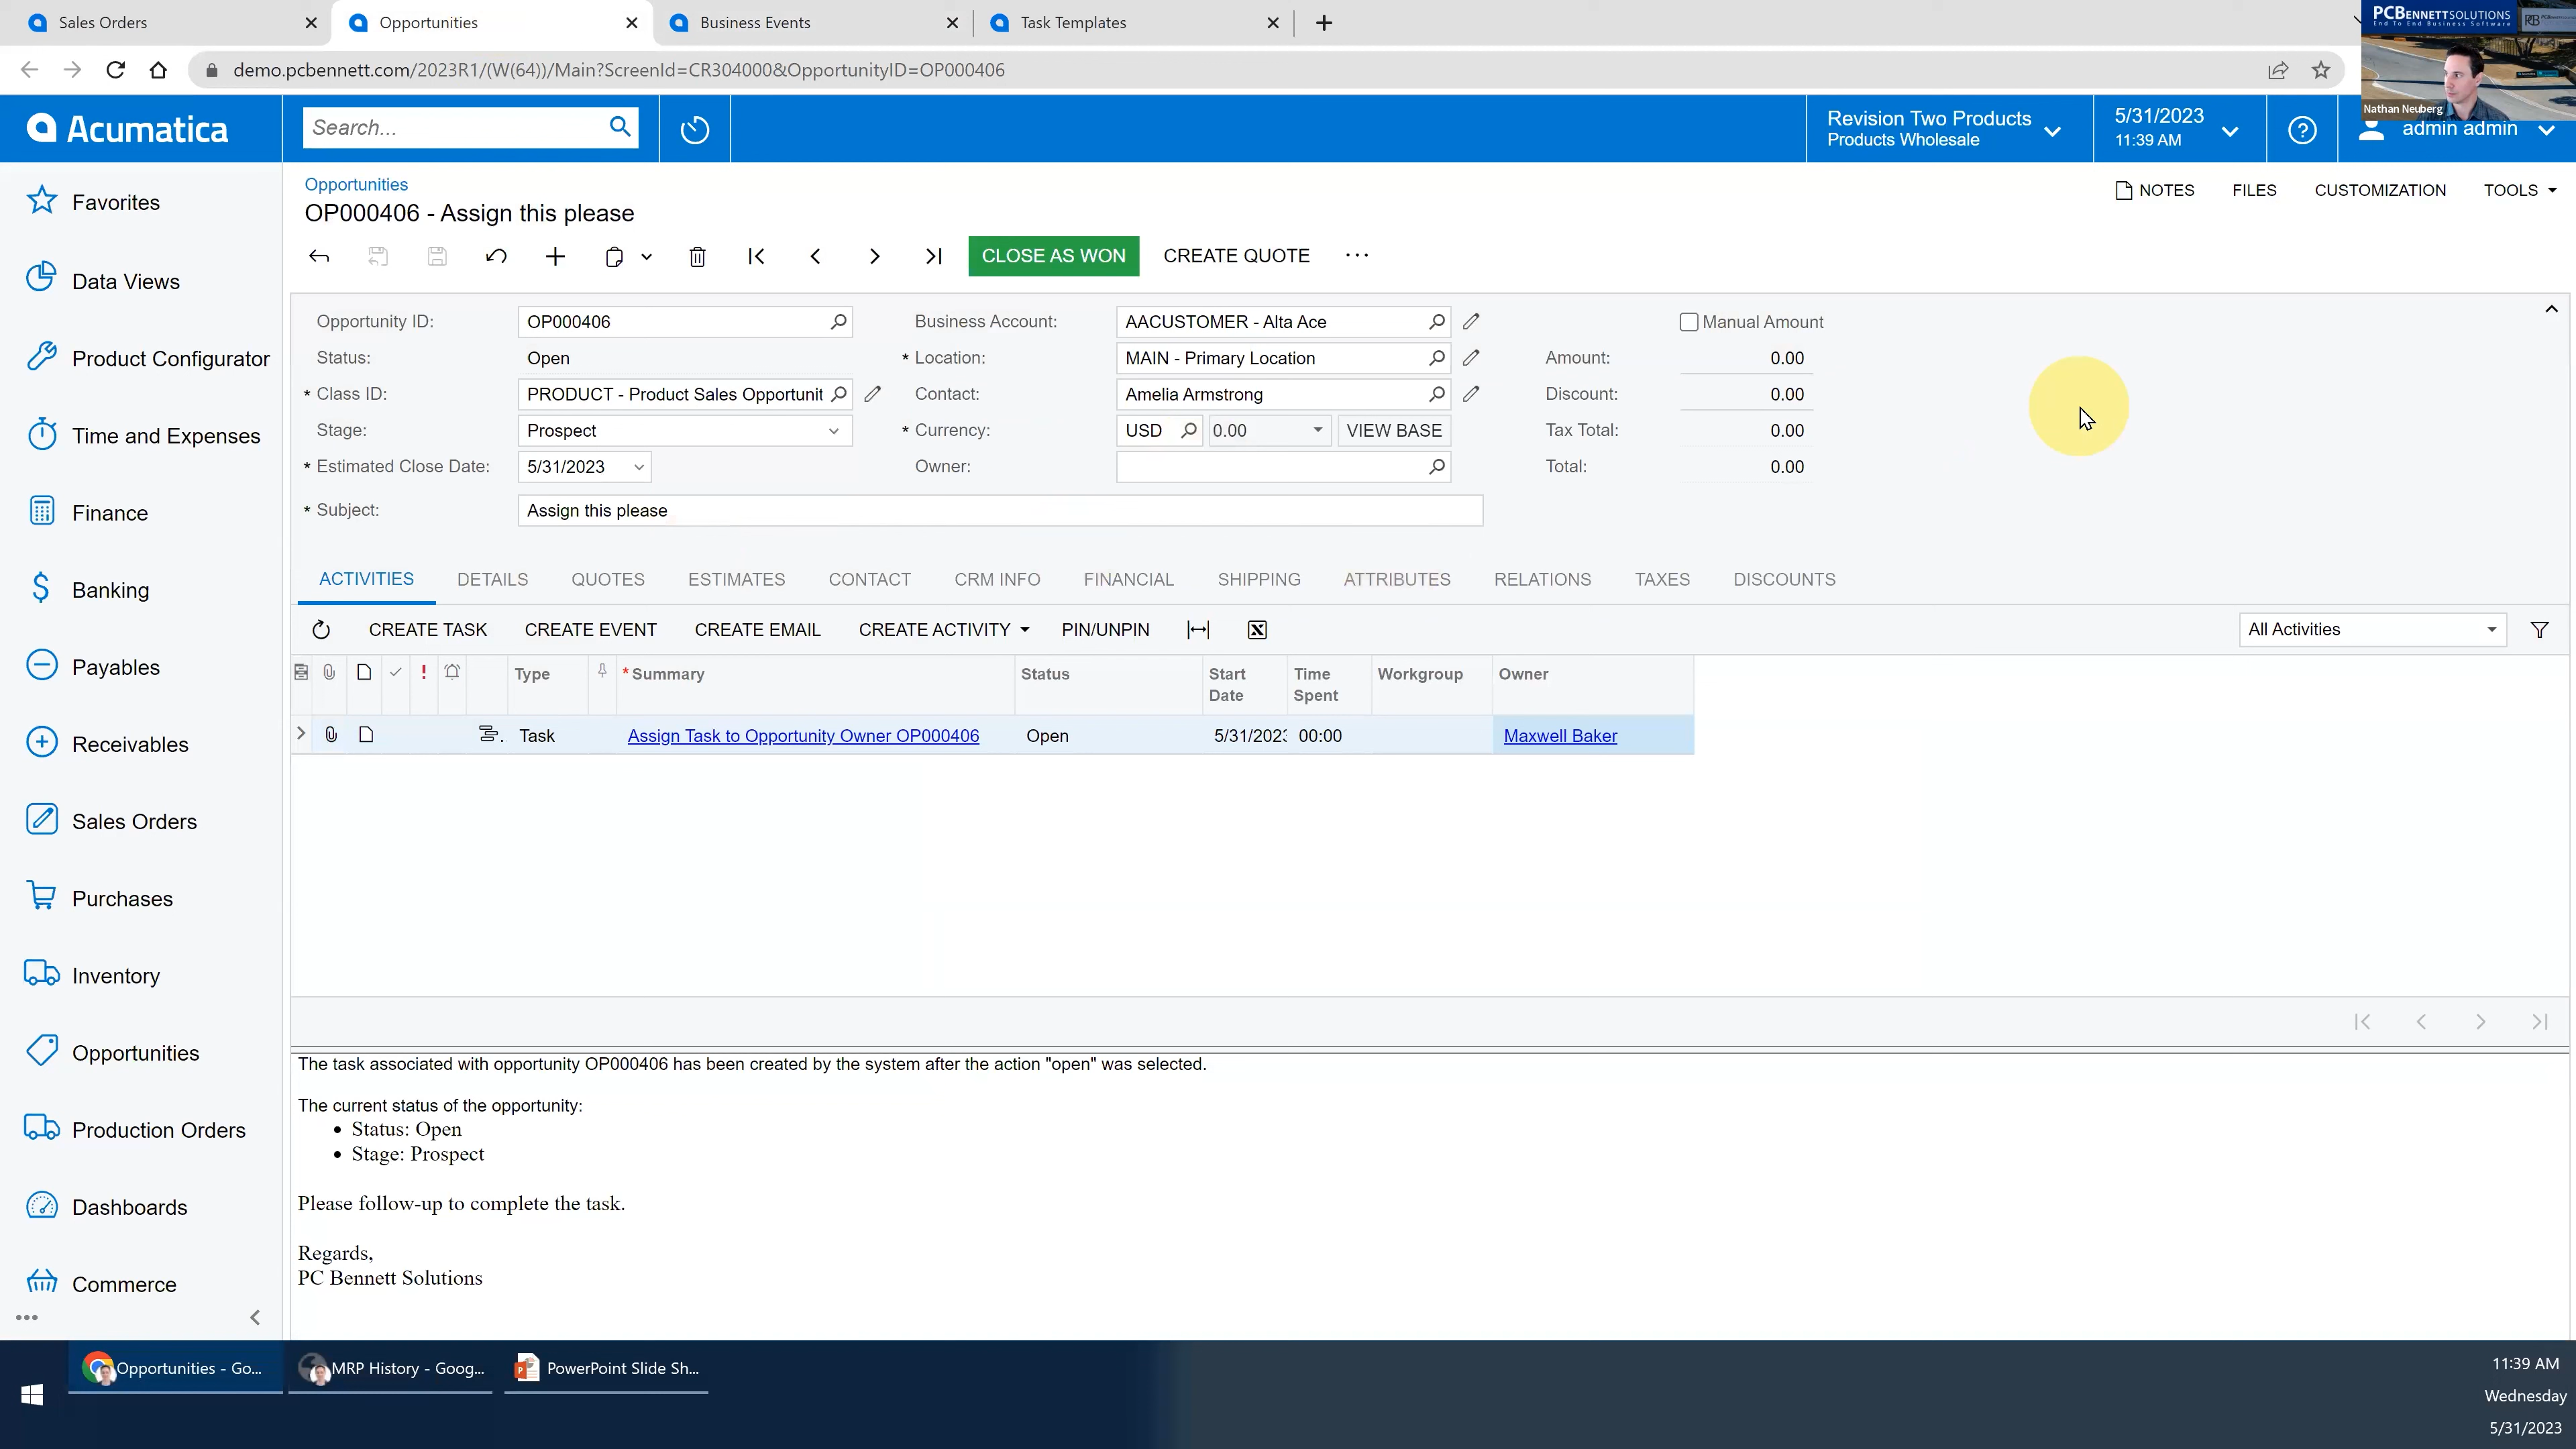 Sales Orders
Opportunities
Business Events
Task Templates
PCBENNETTSOLUTIONS
End To End Business Software
demo.pcbennett.com/2023R1/(W(64))/Main?ScreenId=CR304000&OpportunityID=OP000406
Nathan Neuberg
Acumatica
Search...
Revision Two Products
Products Wholesale
5/31/2023
11:39 AM
admin admin
Favorites
Data Views
Product Configurator
Time and Expenses
Finance
Banking
Payables
Receivables
Sales Orders
Purchases
Inventory
Opportunities
Production Orders
Dashboards
Commerce
Opportunities
OP000406 - Assign this please
NOTES FILES CUSTOMIZATION TOOLS
CLOSE AS WON CREATE QUOTE
Opportunity ID: OP000406 Business Account: AACUSTOMER - Alta Ace Manual Amount
Status: Open * Location: MAIN - Primary Location Amount: 0.00
* Class ID: PRODUCT - Product Sales Opportunit Contact: Amelia Armstrong Discount: 0.00
Stage: Prospect * Currency: USD 0.00 VIEW BASE Tax Total: 0.00
* Estimated Close Date: 5/31/2023 Owner: Total: 0.00
* Subject: Assign this please
ACTIVITIES DETAILS QUOTES ESTIMATES CONTACT CRM INFO FINANCIAL SHIPPING ATTRIBUTES RELATIONS TAXES DISCOUNTS
CREATE TASK CREATE EVENT CREATE EMAIL CREATE ACTIVITY PIN/UNPIN All Activities
Type * Summary Status Start Date Time Spent Workgroup Owner
Task Assign Task to Opportunity Owner OP000406 Open 5/31/202 00:00 Maxwell Baker
The task associated with opportunity OP000406 has been created by the system after the action "open" was selected.
The current status of the opportunity:
• Status: Open
• Stage: Prospect
Please follow-up to complete the task.
Regards,
PC Bennett Solutions
Opportunities - Go...
MRP History - Goog...
PowerPoint Slide Sh...
11:39 AM
Wednesday
5/31/2023